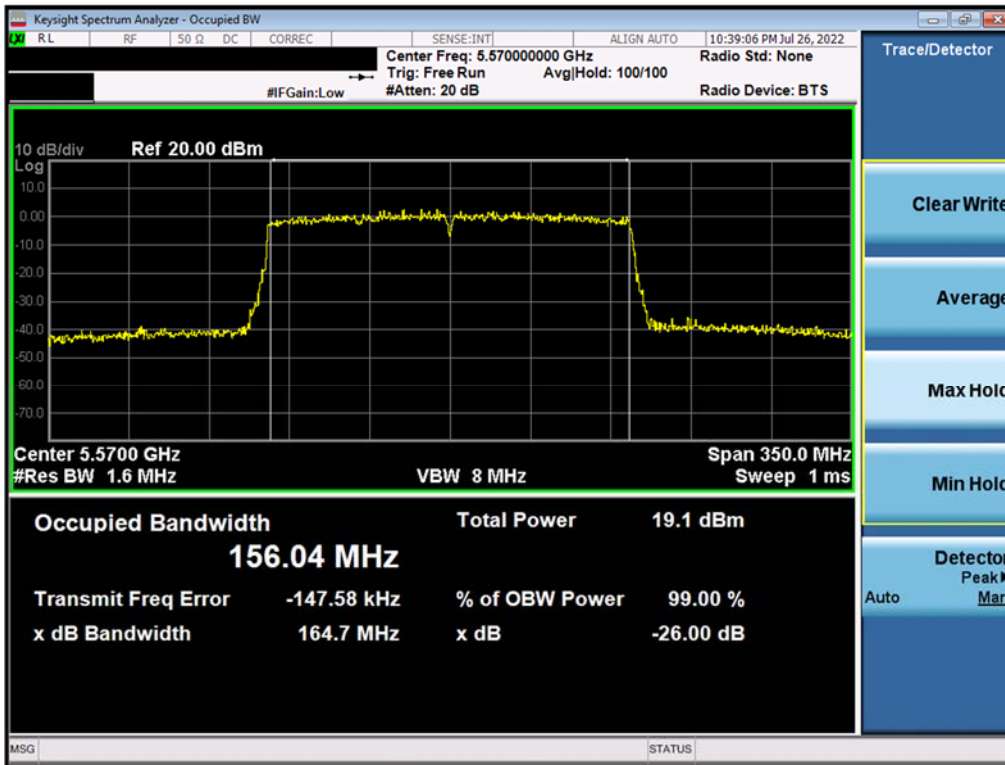 Keysight Spectrum Analyzer - Occupied BW
LXI RL RF 50 Ω DC CORREC SENSE:INT ALIGN AUTO 10:39:06 PM Jul 26, 2022
Center Freq: 5.570000000 GHz Radio Std: None
Trig: Free Run Avg|Hold: 100/100
#IFGain:Low #Atten: 20 dB Radio Device: BTS
10 dB/div Ref 20.00 dBm
Log
10.0
0.00
-10.0
-20.0
-30.0
-40.0
-50.0
60.0
-70.0
Center 5.5700 GHz Span 350.0 MHz
#Res BW 1.6 MHz VBW 8 MHz Sweep 1 ms
Occupied Bandwidth Total Power 19.1 dBm
156.04 MHz
Transmit Freq Error -147.58 kHz % of OBW Power 99.00 %
x dB Bandwidth 164.7 MHz x dB -26.00 dB
MSG STATUS
Trace/Detector
Clear Write
Average
Max Hold
Min Hold
Detector
Peak
Auto Man